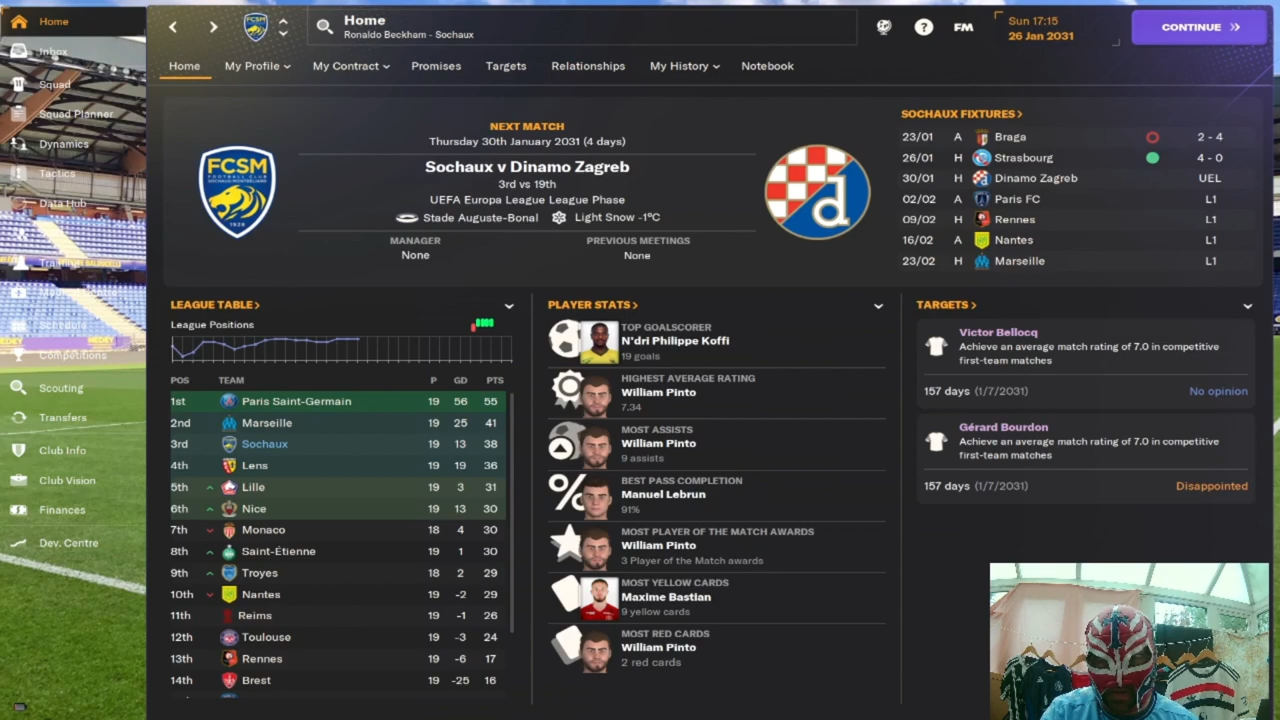 Home
Inbox
Squad
Squad Planner
Dynamics
Tactics
Data Hub
Schedule
Competitions
Scouting
Transfers
Club Info
Club Vision
Finances
Dev. Centre
FCSM
Home
Ronaldo Beckham - Sochaux
?
FM
Sun 17:15
26 Jan 2031
CONTINUE
Home
My Profile
My Contract
Promises
Targets
Relationships
My History
Notebook
FCSM
FOOTBALL CLUB
SOCHAUX-MONTBÉLIARD
1928
NEXT MATCH
Thursday 30th January 2031 (4 days)
Sochaux v Dinamo Zagreb
3rd vs 19th
UEFA Europa League League Phase
Stade Auguste-Bonal
Light Snow -1ºC
MANAGER
None
PREVIOUS MEETINGS
None
d
SOCHAUX FIXTURES >
23/01 A Braga 2 - 4
26/01 H Strasbourg 4 - 0
30/01 H Dinamo Zagreb UEL
02/02 A Paris FC L1
09/02 H Rennes L1
16/02 A Nantes L1
23/02 H Marseille L1
LEAGUE TABLE >
League Positions
POS TEAM P GD PTS
1st Paris Saint-Germain 19 56 55
2nd Marseille 19 25 41
3rd Sochaux 19 13 38
4th Lens 19 19 36
5th Lille 19 3 31
6th Nice 19 13 30
7th Monaco 18 4 30
8th Saint-Étienne 19 1 30
9th Troyes 18 2 29
10th Nantes 19 -2 29
11th Reims 19 -1 26
12th Toulouse 19 -3 24
13th Rennes 19 -6 17
14th Brest 19 -25 16
PLAYER STATS >
TOP GOALSCORER
N'dri Philippe Koffi
19 goals
HIGHEST AVERAGE RATING
William Pinto
7.34
MOST ASSISTS
William Pinto
9 assists
BEST PASS COMPLETION
Manuel Lebrun
91%
MOST PLAYER OF THE MATCH AWARDS
William Pinto
3 Player of the Match awards
MOST YELLOW CARDS
Maxime Bastian
9 yellow cards
MOST RED CARDS
William Pinto
2 red cards
TARGETS >
Victor Bellocq
Achieve an average match rating of 7.0 in competitive
first-team matches
157 days (1/7/2031) No opinion
Gérard Bourdon
Achieve an average match rating of 7.0 in competitive
first-team matches
157 days (1/7/2031) Disappointed